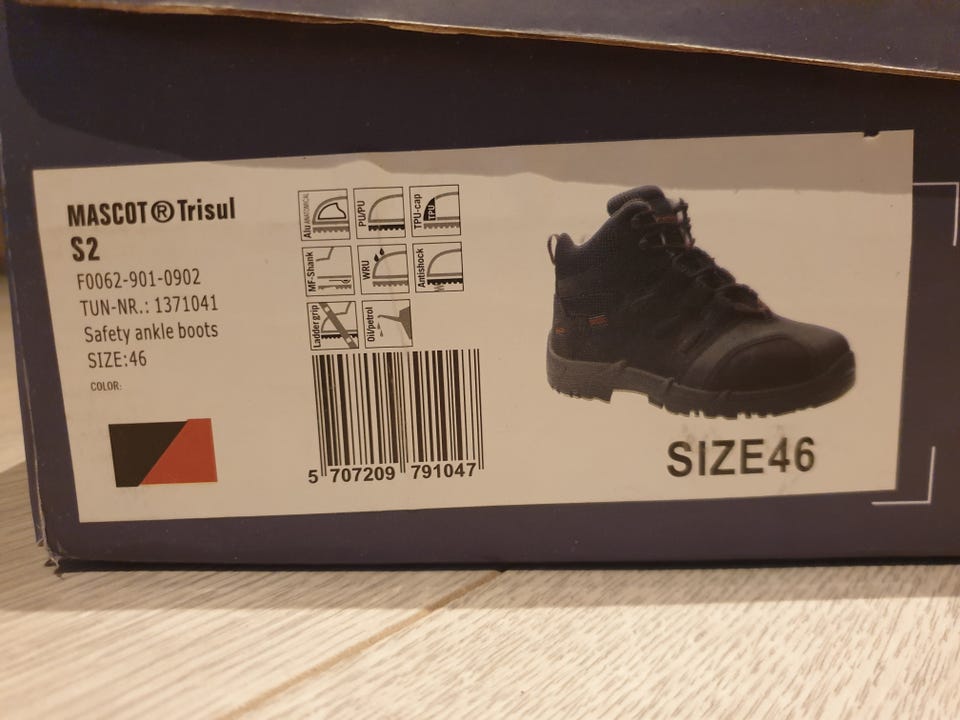 MASCOT® Trisul
S2
F0062-901-0902
TUN-NR.: 1371041
Safety ankle boots
SIZE:46
COLOR:
Alu ANATOMICAL
PU/PU
TPU-cap
TPU
MF-Shank
WRU
Antishock
Ladder grip
Oil/petrol
5 707209 791047
SIZE46